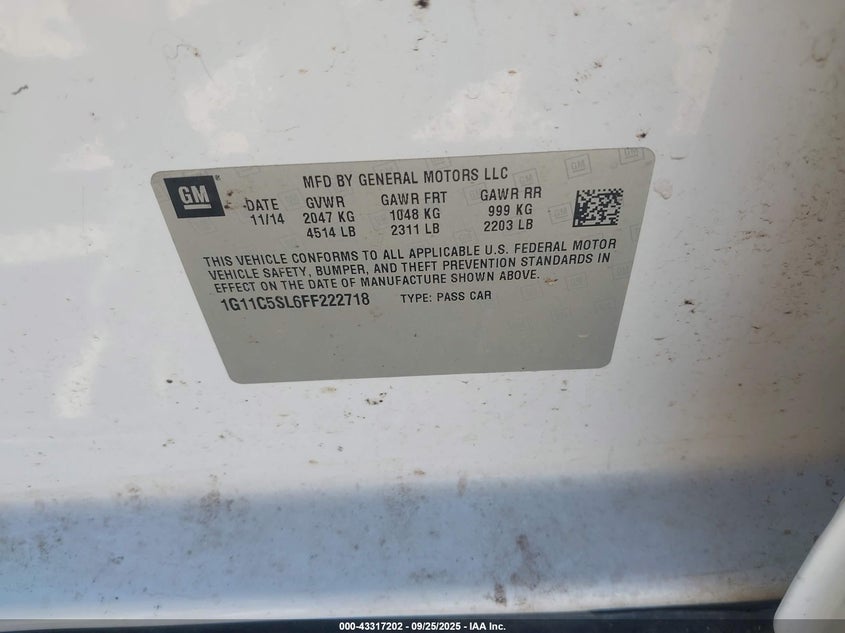 GM
MFD BY GENERAL MOTORS LLC
DATE GVWR GAWR FRT GAWR RR
11/14 2047 KG 1048 KG 999 KG
4514 LB 2311 LB 2203 LB
THIS VEHICLE CONFORMS TO ALL APPLICABLE U.S. FEDERAL MOTOR
VEHICLE SAFETY, BUMPER, AND THEFT PREVENTION STANDARDS IN
EFFECT ON THE DATE OF MANUFACTURE SHOWN ABOVE.
1G11C5SL6FF222718 TYPE: PASS CAR
000-43317202 - 09/25/2025 - IAA Inc.